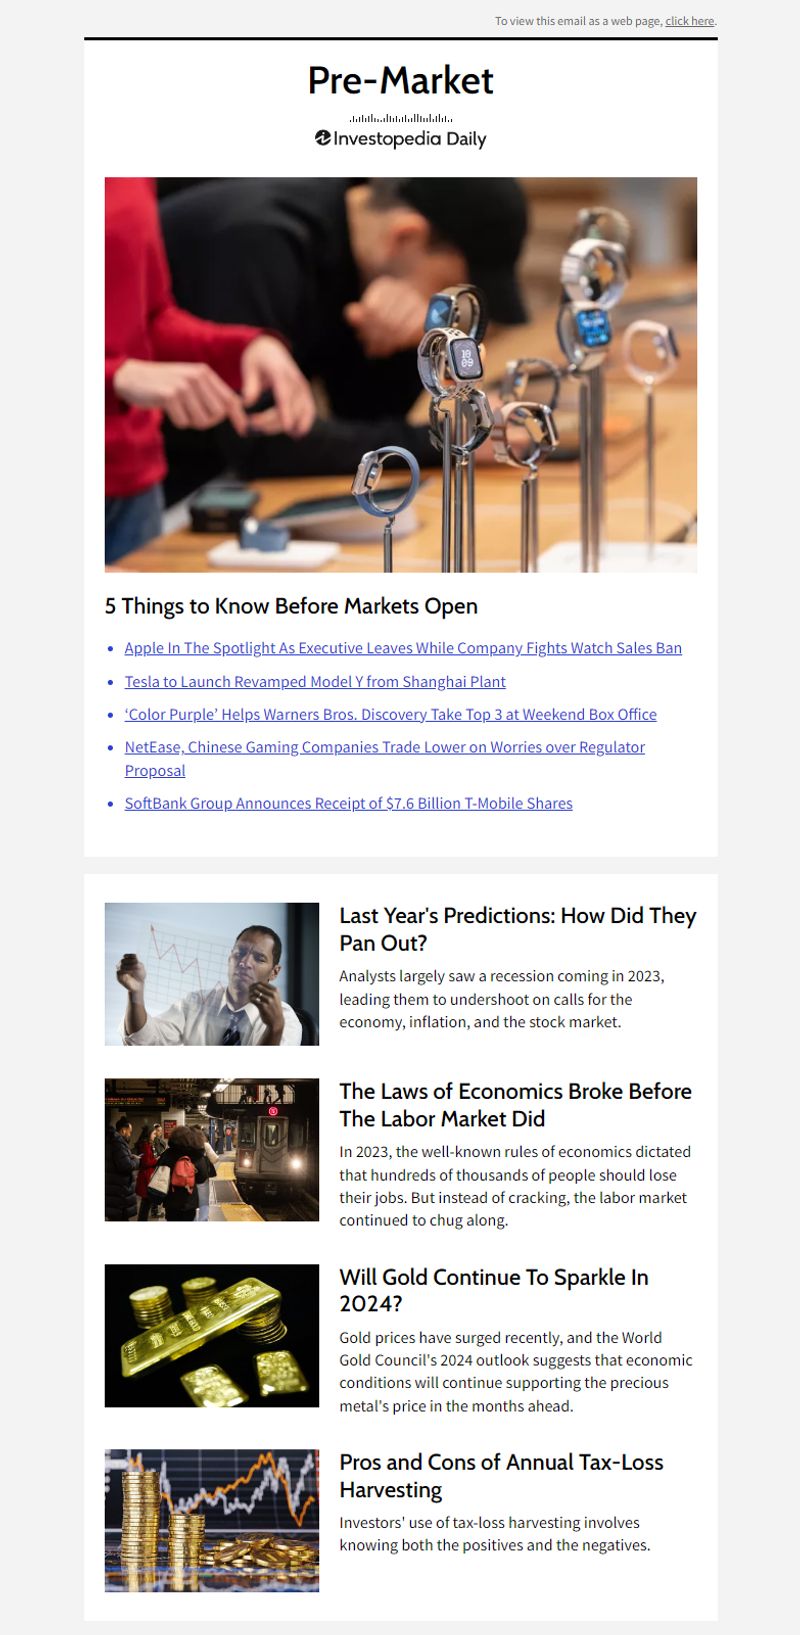 To view this email as a web page, click here.
Pre-Market
Investopedia Daily
5 Things to Know Before Markets Open
Apple In The Spotlight As Executive Leaves While Company Fights Watch Sales Ban
Tesla to Launch Revamped Model Y from Shanghai Plant
‘Color Purple’ Helps Warners Bros. Discovery Take Top 3 at Weekend Box Office
NetEase, Chinese Gaming Companies Trade Lower on Worries over Regulator
Proposal
SoftBank Group Announces Receipt of $7.6 Billion T-Mobile Shares
Last Year's Predictions: How Did They
Pan Out?
Analysts largely saw a recession coming in 2023,
leading them to undershoot on calls for the
economy, inflation, and the stock market.
The Laws of Economics Broke Before
The Labor Market Did
In 2023, the well-known rules of economics dictated
that hundreds of thousands of people should lose
their jobs. But instead of cracking, the labor market
continued to chug along.
Will Gold Continue To Sparkle In
2024?
Gold prices have surged recently, and the World
Gold Council's 2024 outlook suggests that economic
conditions will continue supporting the precious
metal's price in the months ahead.
Pros and Cons of Annual Tax-Loss
Harvesting
Investors' use of tax-loss harvesting involves
knowing both the positives and the negatives.